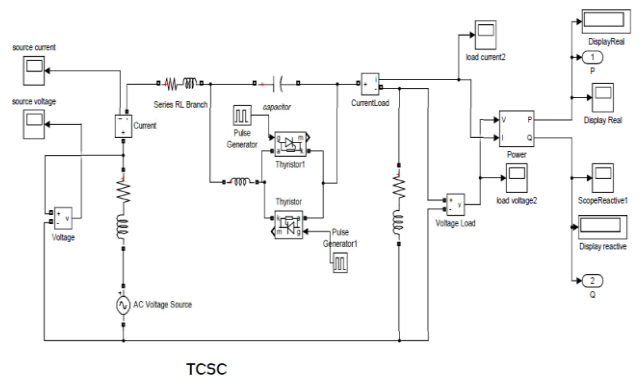 source current
source voltage
load current2
DisplayReal
1
P
Display Real
Series RL Branch
capactor
CurrentLoad
Current
Pulse
Generator
g m
a k
Thyristor1
V P
I Q
Power
Thyristor
k a
m g
Pulse
Generator1
Voltage
v
Voltage Load
v
load voltage2
ScopeReactive1
Display reactive
2
Q
AC Voltage Source
TCSC